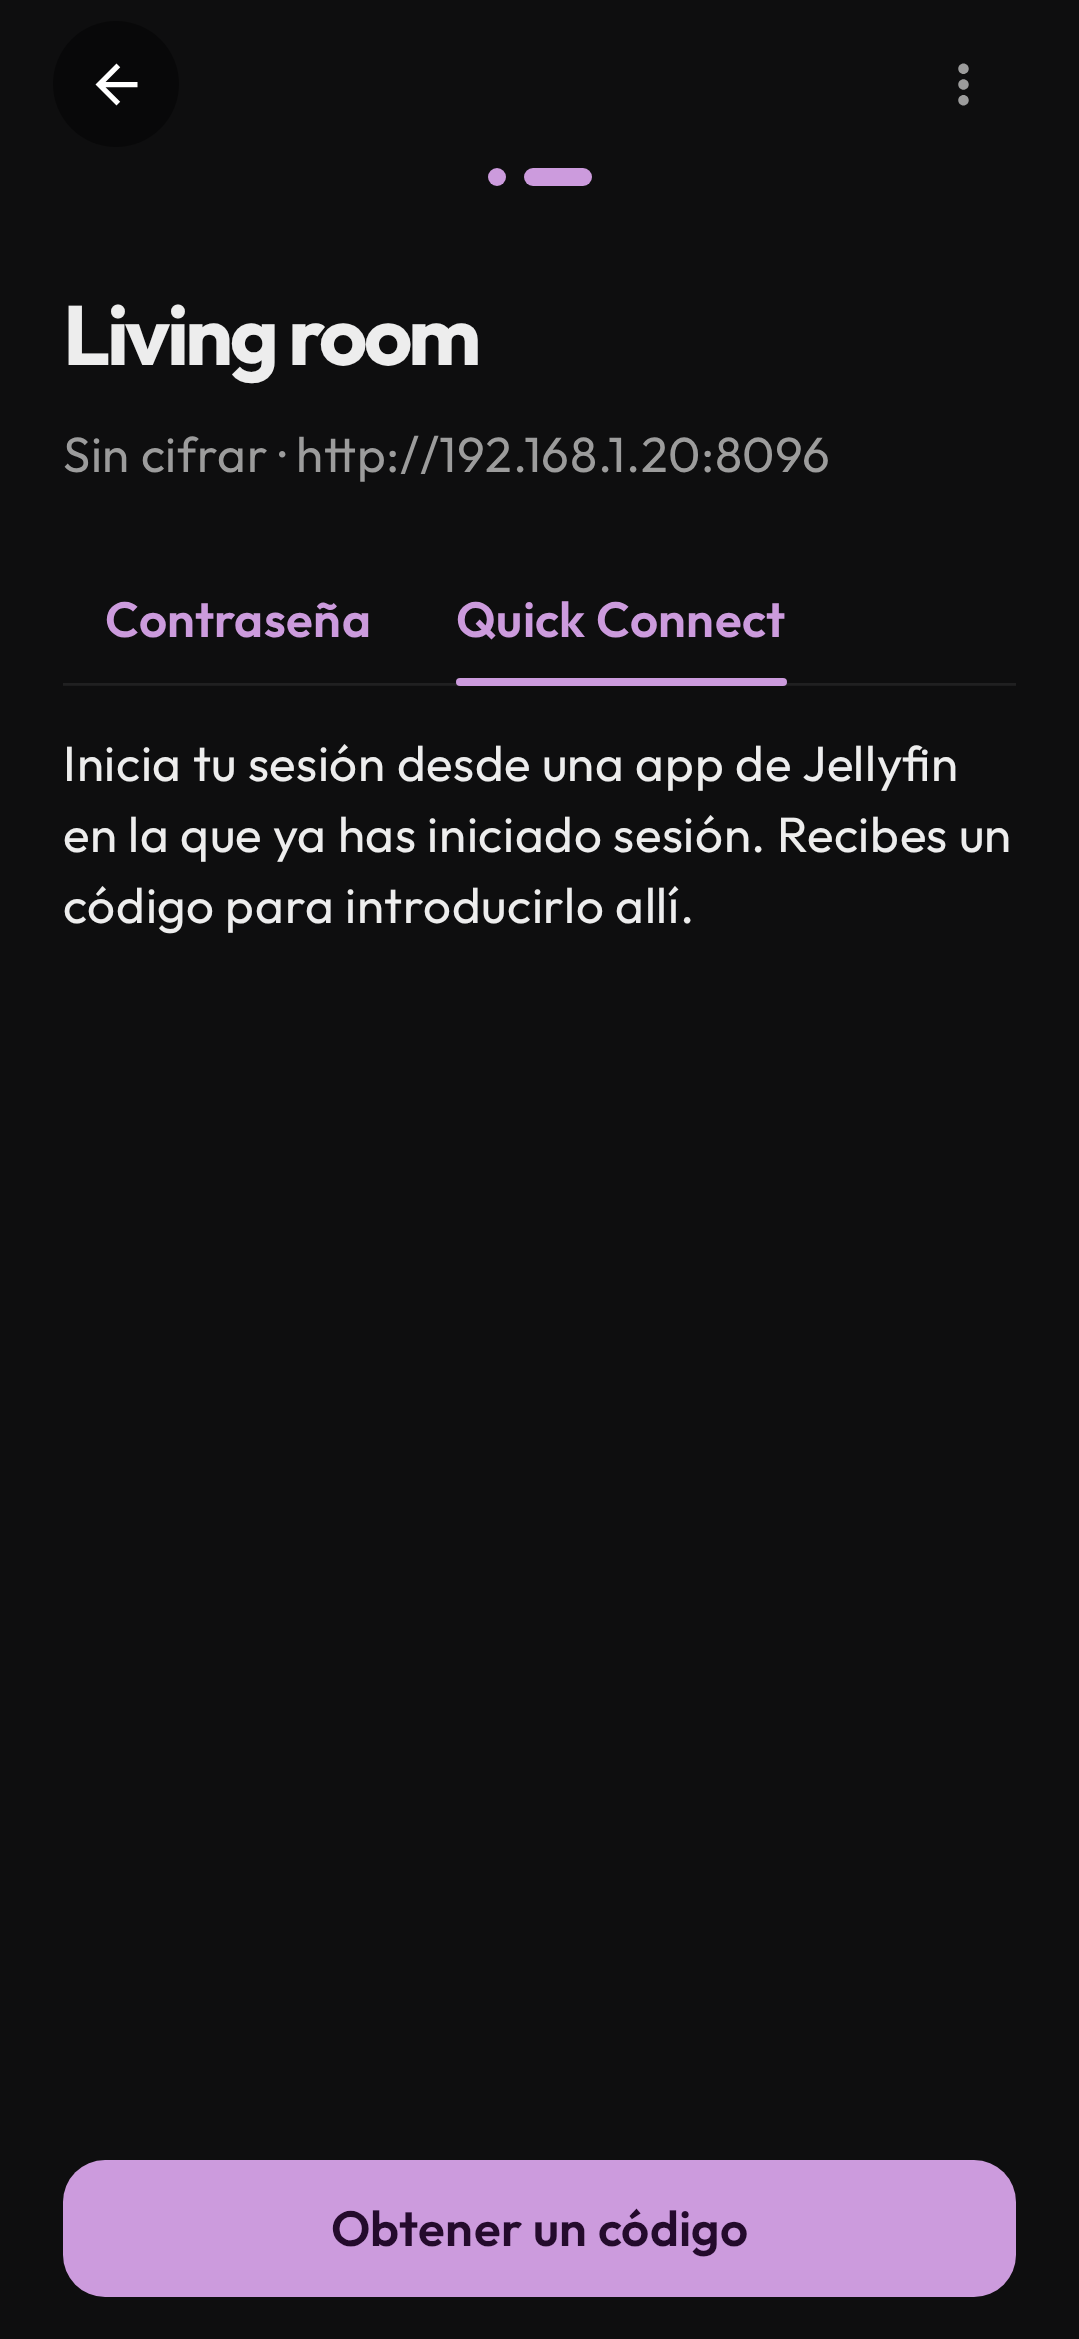 Living room
Sin cifrar · http://192.168.1.20:8096
Contraseña
Quick Connect
Inicia tu sesión desde una app de Jellyfin
en la que ya has iniciado sesión. Recibes un
código para introducirlo allí.
Obtener un código